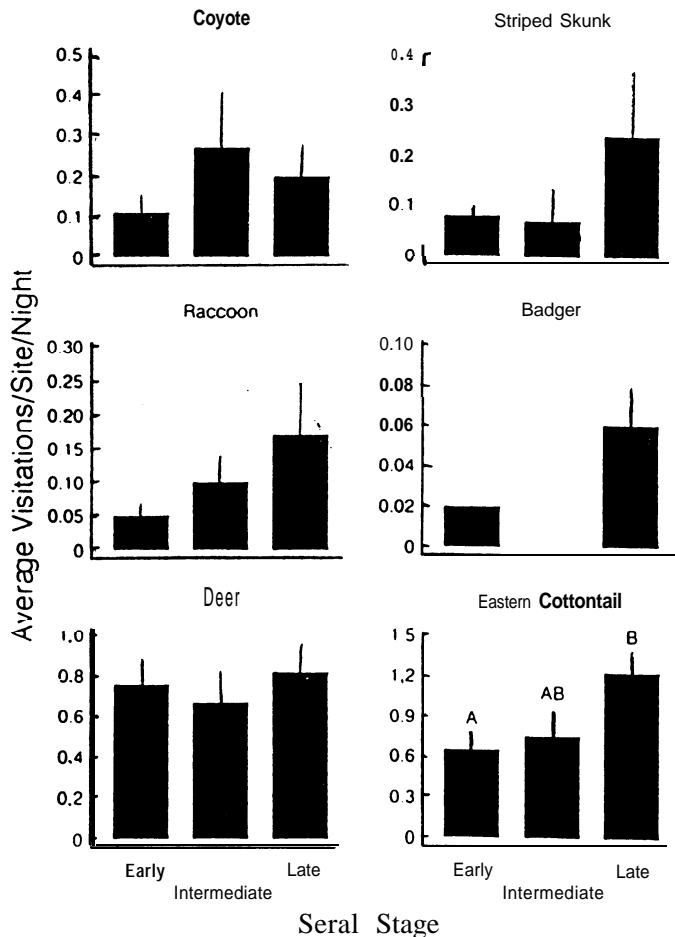 Coyote
0.5
0.4
0.3
0.2
0.1
0
Striped Skunk
0.4
0.3
0.2
0.1
0
Raccoon
0.30
0.25
0.20
0.15
0.10
0.05
0
Badger
0.10
0.08
0.06
0.04
0.02
0
Deer
1.0
0.8
0.6
0.4
0.2
0
Early
Intermediate
Late
Eastern Cottontail
1.5
1.2
0.9
0.6
0.3
0
A
AB
B
Early
Intermediate
Late
Average Visitations/Site/Night
Seral Stage